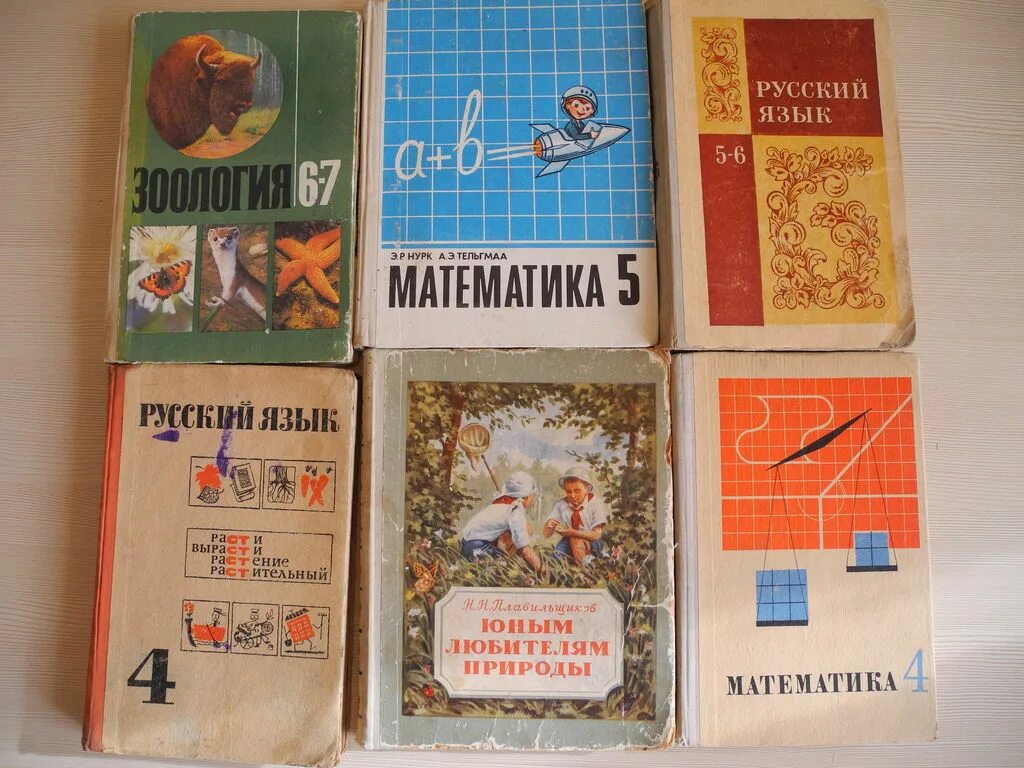 ЗООЛОГИЯ 6-7
a+b
Э.Р. НУРК А.Э ТЕЛЬГМАА
МАТЕМАТИКА 5
РУССКИЙ
ЯЗЫК
5-6
РУССКИЙ ЯЗЫК
расти
вырасти
растение
растительный
4
Н.Н.Плавильщиков
ЮНЫМ
ЛЮБИТЕЛЯМ
ПРИРОДЫ
МАТЕМАТИКА 4